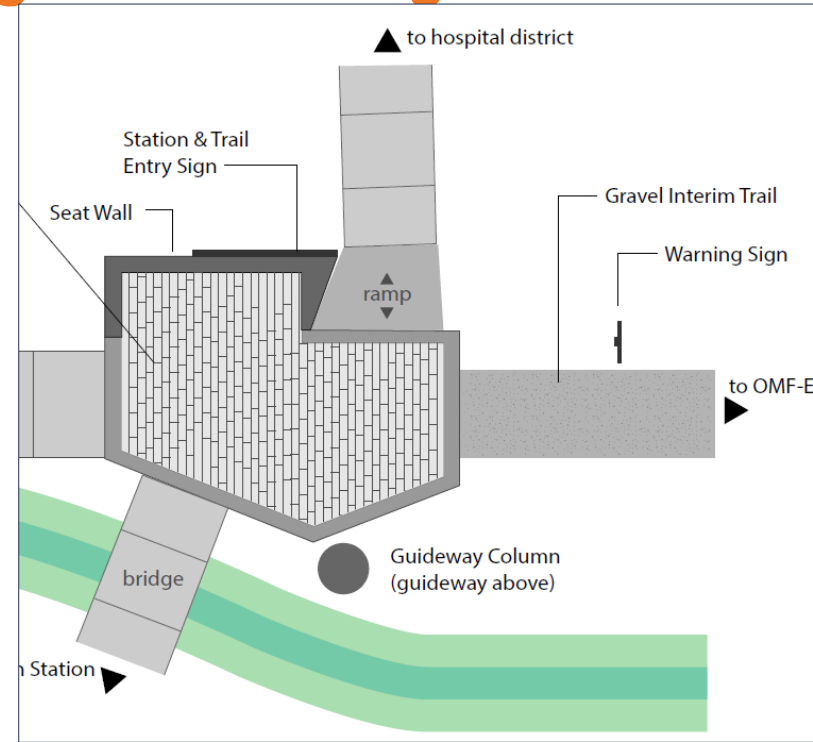 to hospital district
Station & Trail
Entry Sign
Seat Wall
Gravel Interim Trail
Warning Sign
ramp
to OMF-E
Guideway Column
(guideway above)
bridge
Station